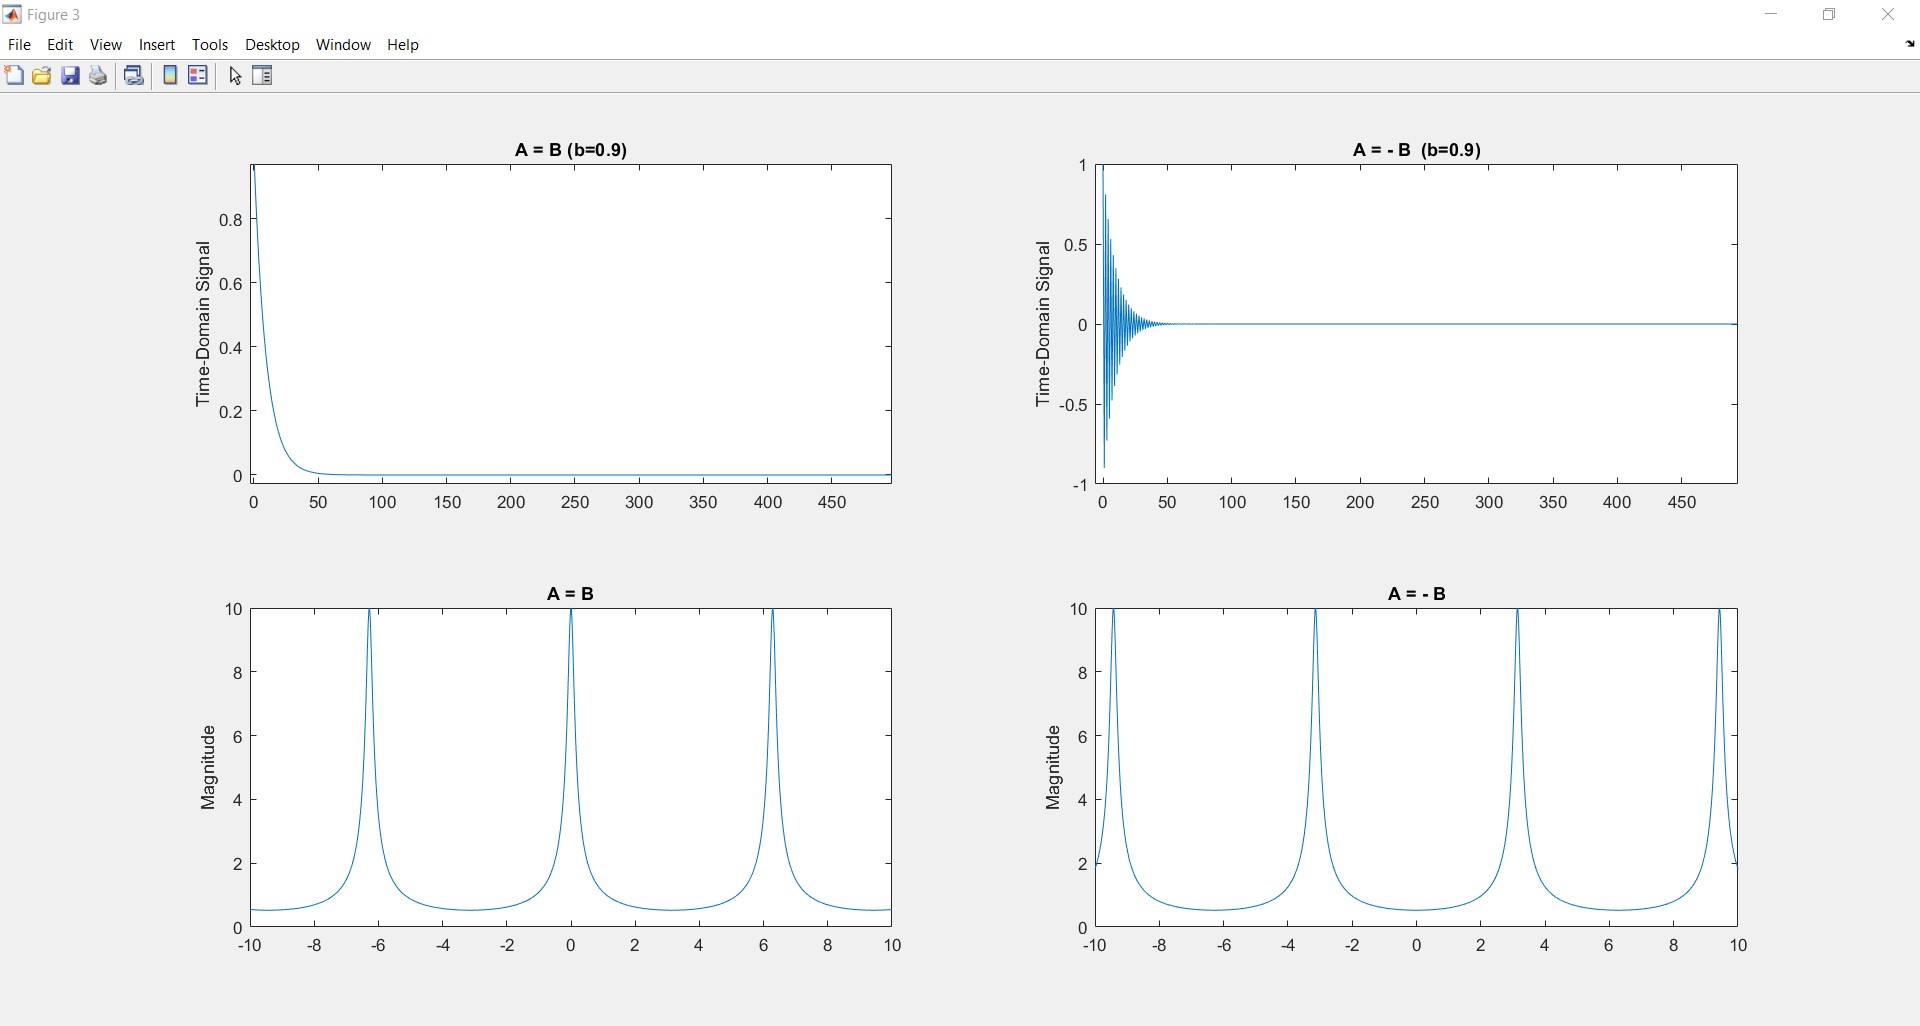 Figure 3
File Edit View Insert Tools Desktop Window Help
A = B (b=0.9)
Time-Domain Signal
0.8
0.6
0.4
0.2
0
0 50 100 150 200 250 300 350 400 450
A = - B (b=0.9)
Time-Domain Signal
1
0.5
0
-0.5
-1
0 50 100 150 200 250 300 350 400 450
A = B
Magnitude
10
8
6
4
2
0
-10 -8 -6 -4 -2 0 2 4 6 8 10
A = - B
Magnitude
10
8
6
4
2
0
-10 -8 -6 -4 -2 0 2 4 6 8 10